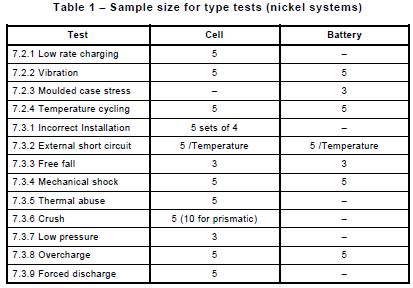 Table 1 – Sample size for type tests (nickel systems)
Test Cell Battery
7.2.1 Low rate charging 5 –
7.2.2 Vibration 5 5
7.2.3 Moulded case stress – 3
7.2.4 Temperature cycling 5 5
7.3.1 Incorrect Installation 5 sets of 4 –
7.3.2 External short circuit 5 /Temperature 5 /Temperature
7.3.3 Free fall 3 3
7.3.4 Mechanical shock 5 5
7.3.5 Thermal abuse 5 –
7.3.6 Crush 5 (10 for prismatic) –
7.3.7 Low pressure 3 –
7.3.8 Overcharge 5 5
7.3.9 Forced discharge 5 –